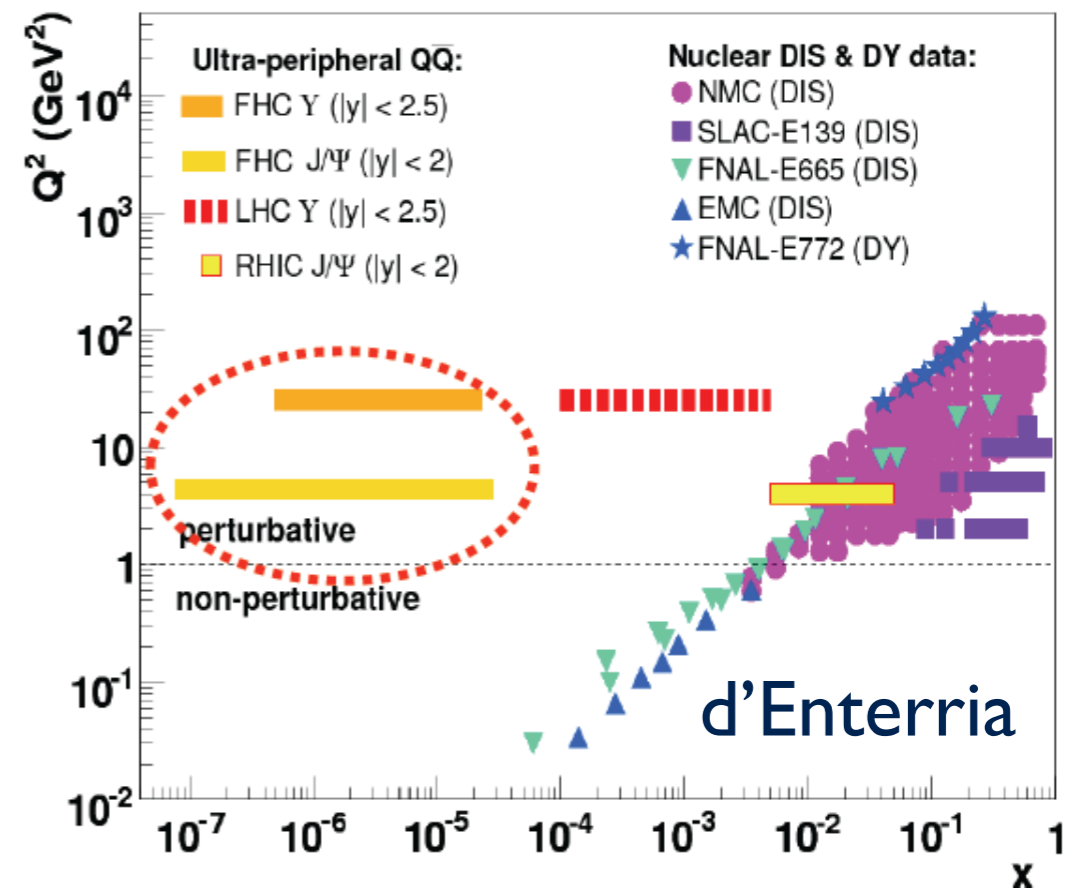 Q² (GeV²)
10⁴
10³
10²
10
1
10⁻¹
10⁻²
Ultra-peripheral QQ̅:
FHC ϒ (|y| < 2.5)
FHC J/Ψ (|y| < 2)
LHC ϒ (|y| < 2.5)
RHIC J/Ψ (|y| < 2)
Nuclear DIS & DY data:
NMC (DIS)
SLAC-E139 (DIS)
FNAL-E665 (DIS)
EMC (DIS)
FNAL-E772 (DY)
perturbative
non-perturbative
d'Enterria
10⁻⁷ 10⁻⁶ 10⁻⁵ 10⁻⁴ 10⁻³ 10⁻² 10⁻¹ 1
x